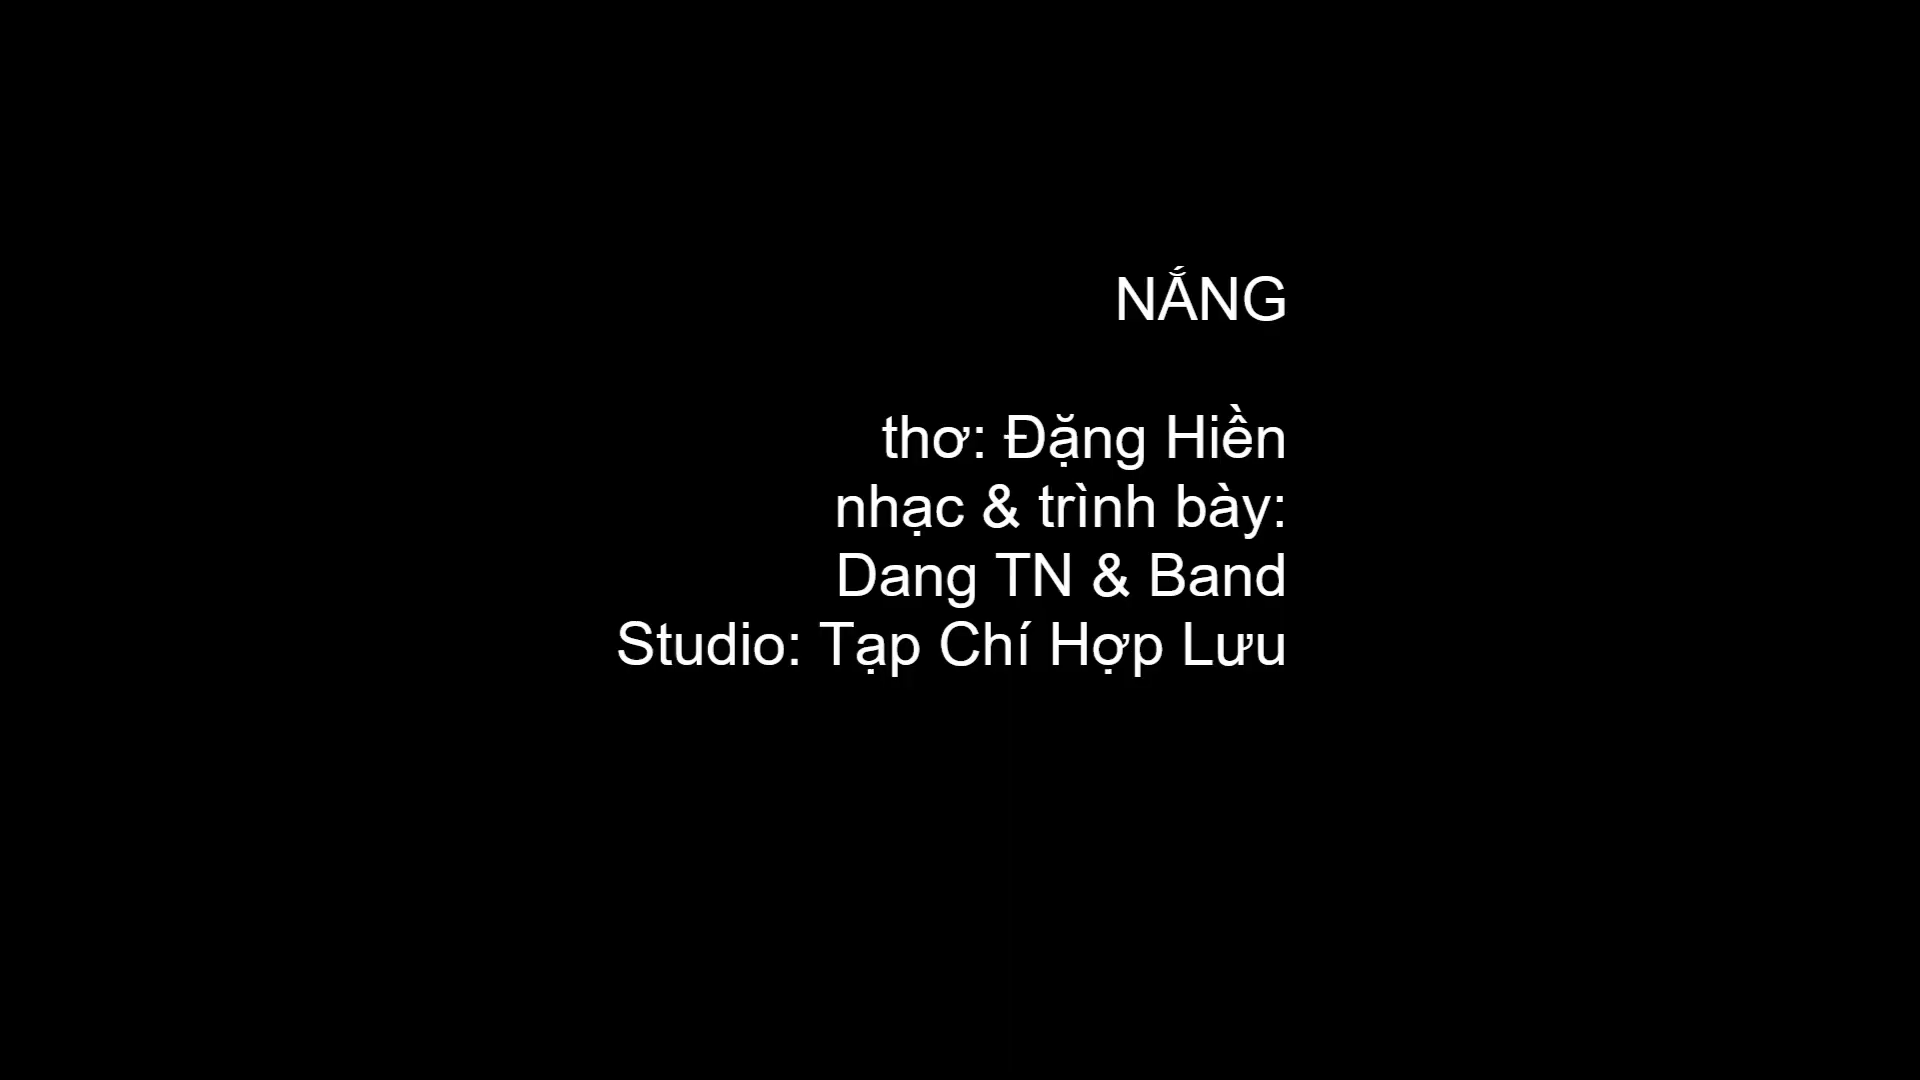 NẮNG
thơ: Đặng Hiền
nhạc & trình bày:
Dang TN & Band
Studio: Tạp Chí Hợp Lưu